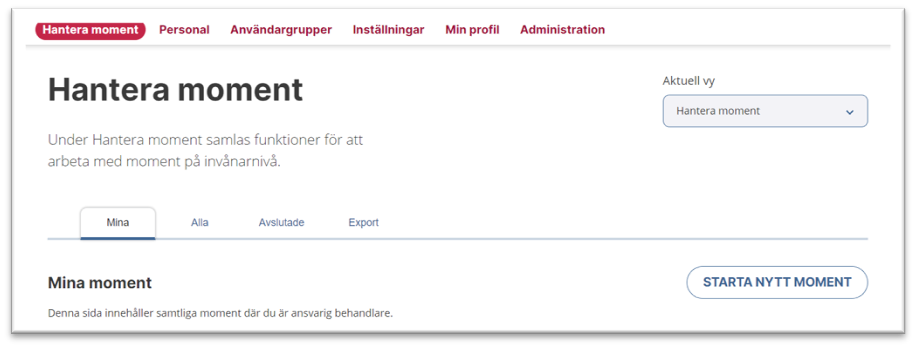 Hantera moment Personal Användargrupper Inställningar Min profil Administration
Hantera moment
Aktuell vy
Hantera moment
Under Hantera moment samlas funktioner för att
arbeta med moment på invånarnivå.
Mina Alla Avslutade Export
Mina moment
STARTA NYTT MOMENT
Denna sida innehåller samtliga moment där du är ansvarig behandlare.